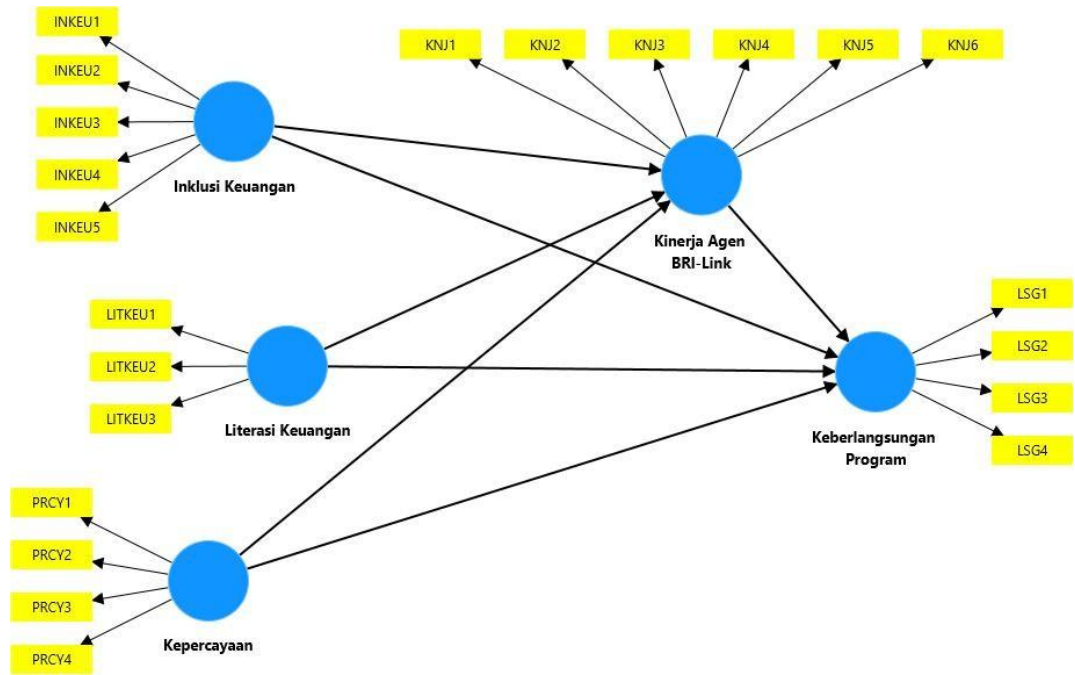 INKEU1
INKEU2
INKEU3
INKEU4
INKEU5
Inklusi Keuangan
KNJ1
KNJ2
KNJ3
KNJ4
KNJ5
KNJ6
Kinerja Agen
BRI-Link
LITKEU1
LITKEU2
LITKEU3
Literasi Keuangan
LSG1
LSG2
LSG3
LSG4
Keberlangsungan
Program
PRCY1
PRCY2
PRCY3
PRCY4
Kepercayaan